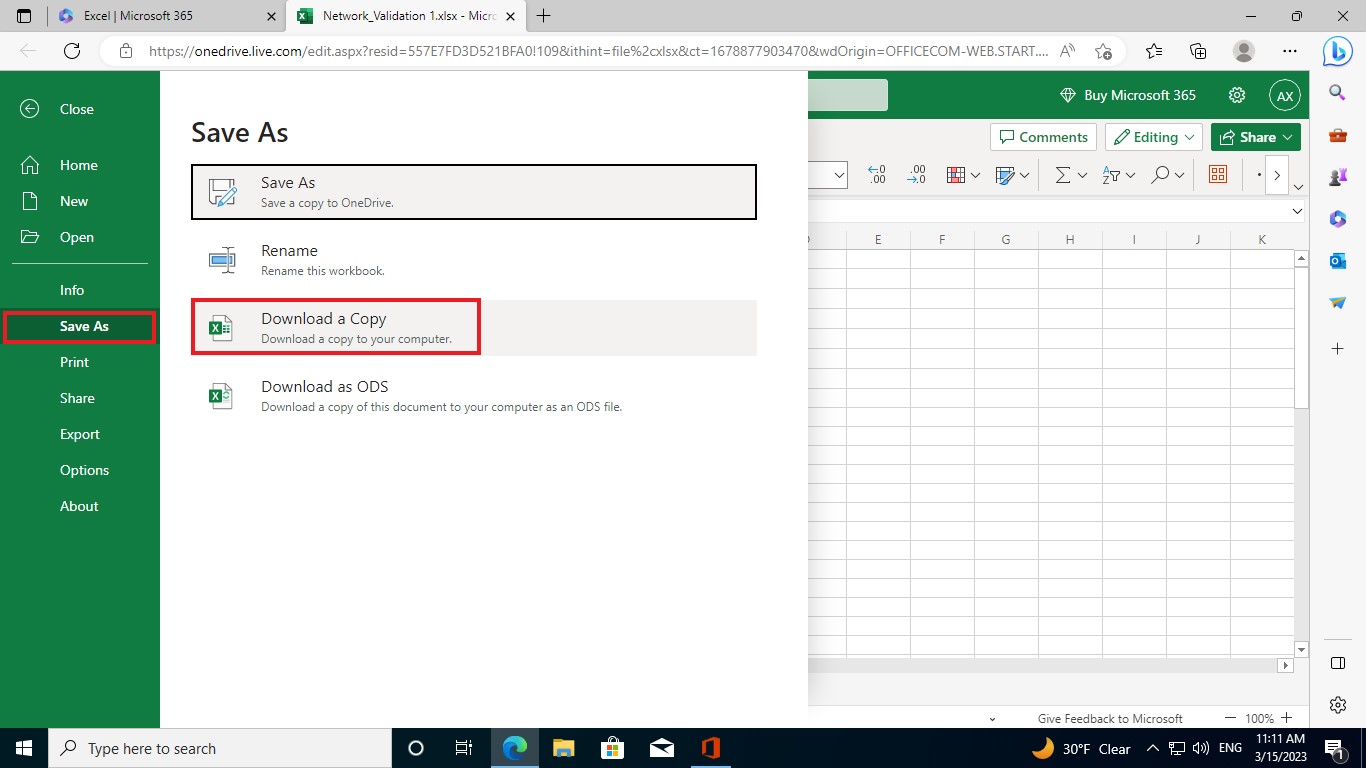 Excel | Microsoft 365
Network_Validation 1.xlsx - Micro
https://onedrive.live.com/edit.aspx?resid=557E7FD3D521BFA0!109&ithint=file%2cxlsx&ct=1678877903470&wdOrigin=OFFICECOM-WEB.START....
Close
Home
New
Open
Info
Save As
Print
Share
Export
Options
About
Save As
Save As
Save a copy to OneDrive.
Rename
Rename this workbook.
Download a Copy
Download a copy to your computer.
Download as ODS
Download a copy of this document to your computer as an ODS file.
Buy Microsoft 365
AX
Comments
Editing
Share
E F G H I J K
Give Feedback to Microsoft
100%
Type here to search
30°F Clear
ENG
11:11 AM
3/15/2023
1